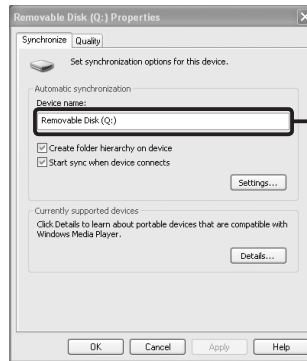 Removable Disk (Q:) Properties
Synchronize Quality
Set synchronization options for this device.
Automatic synchronization
Device name:
Removable Disk (Q:)
Create folder hierarchy on device
Start sync when device connects
Settings...
Currently supported devices
Click Details to learn about portable devices that are compatible with
Windows Media Player.
Details...
OK Cancel Apply Help